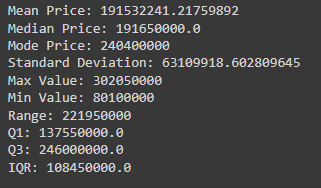 Mean Price: 191532241.21759892
Median Price: 191650000.0
Mode Price: 240400000
Standard Deviation: 63109918.602809645
Max Value: 302050000
Min Value: 80100000
Range: 221950000
Q1: 137550000.0
Q3: 246000000.0
IQR: 108450000.0